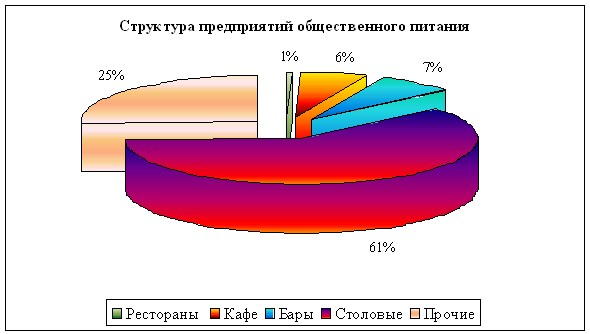 Структура предприятий общественного питания
1%
6%
7%
25%
61%
Рестораны Кафе Бары Столовые Прочие